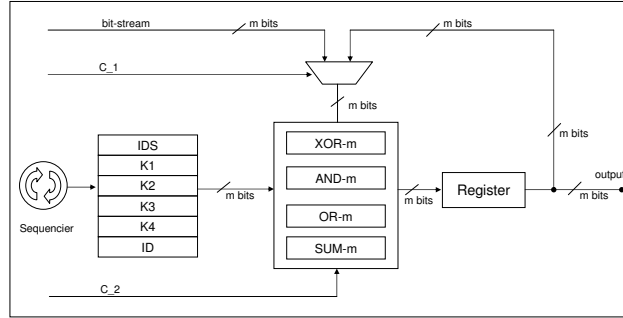 bit-stream
m bits
m bits
C_1
m bits
IDS
K1
K2
K3
K4
ID
Sequencier
m bits
XOR-m
AND-m
OR-m
SUM-m
m bits
Register
m bits
output
m bits
C_2